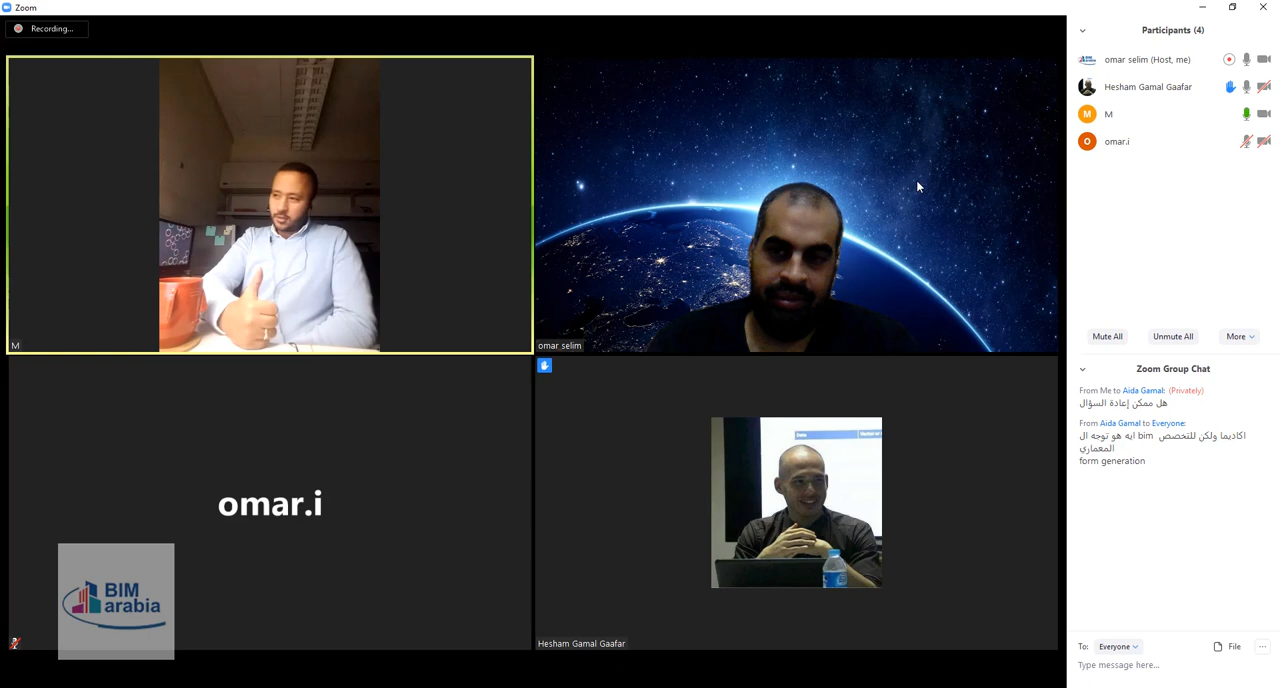 Zoom
Recording...
M
omar selim
omar.i
BIM
arabia
Hesham Gamal Gaafar
Participants (4)
omar selim (Host, me)
Hesham Gamal Gaafar
M
M
O
omar.i
Mute All
Unmute All
More
Zoom Group Chat
From Me to Aida Gamal: (Privately)
هل ممكن إعادة السؤال
From Aida Gamal to Everyone:
اكاديما ولكن للتخصص bim ايه هو توجه ال
المعماري
form generation
To: Everyone
File
...
Type message here...